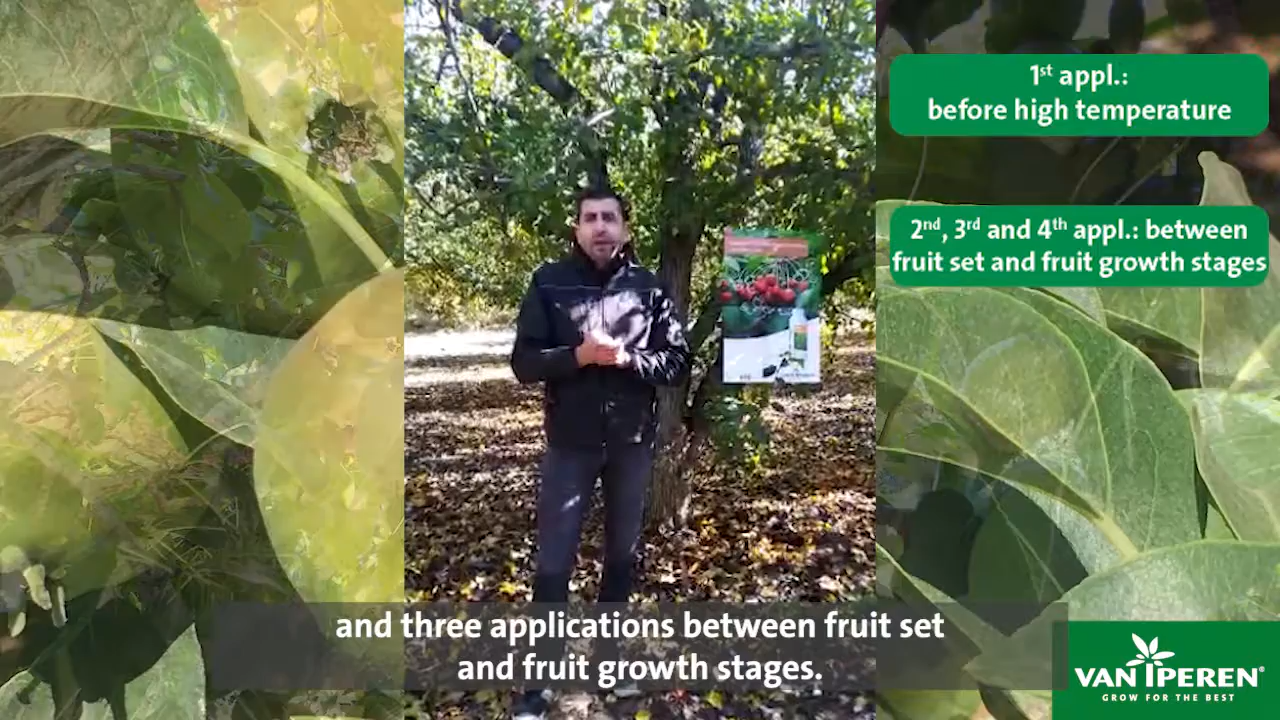 1st appl.:
before high temperature
2nd, 3rd and 4th appl.: between
fruit set and fruit growth stages
and three applications between fruit set
and fruit growth stages.
VAN IPEREN®
GROW FOR THE BEST